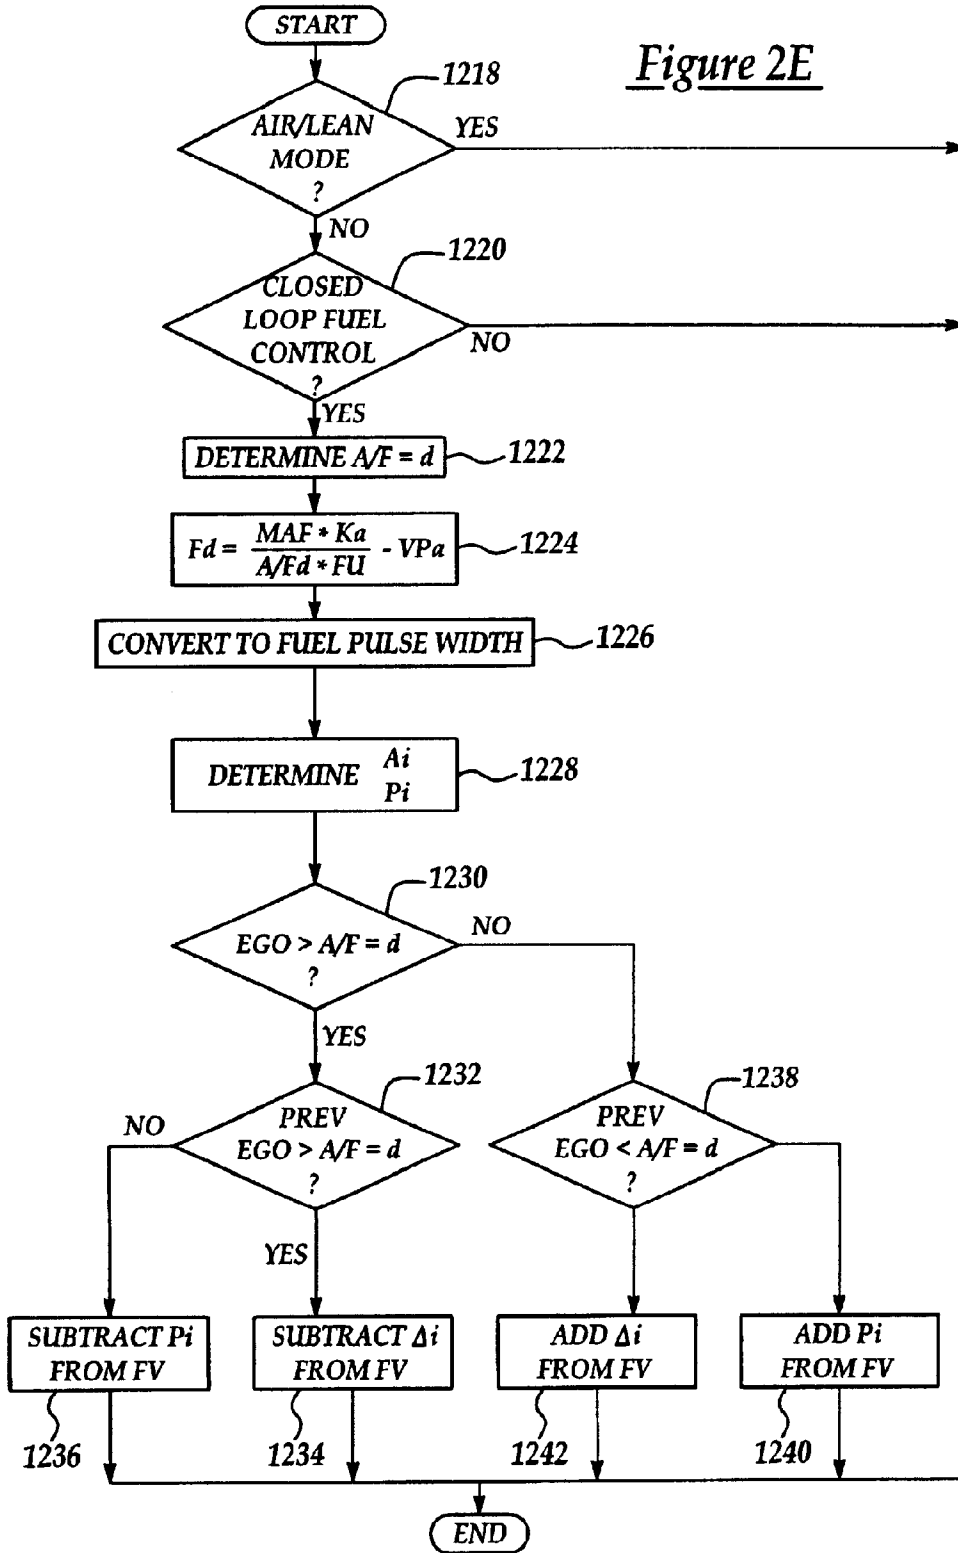 START
Figure 2E
1218
AIR/LEAN
MODE
?
YES
NO
1220
CLOSED
LOOP FUEL
CONTROL
?
NO
YES
DETERMINE A/F = d
1222
Fd = MAF * Ka / A/Fd * FU - VPa
1224
CONVERT TO FUEL PULSE WIDTH
1226
DETERMINE Ai
Pi
1228
1230
EGO > A/F = d
?
NO
YES
1232
PREV
EGO > A/F = d
?
NO
YES
1238
PREV
EGO < A/F = d
?
SUBTRACT Pi
FROM FV
1236
SUBTRACT Δi
FROM FV
1234
ADD Δi
FROM FV
1242
ADD Pi
FROM FV
1240
END